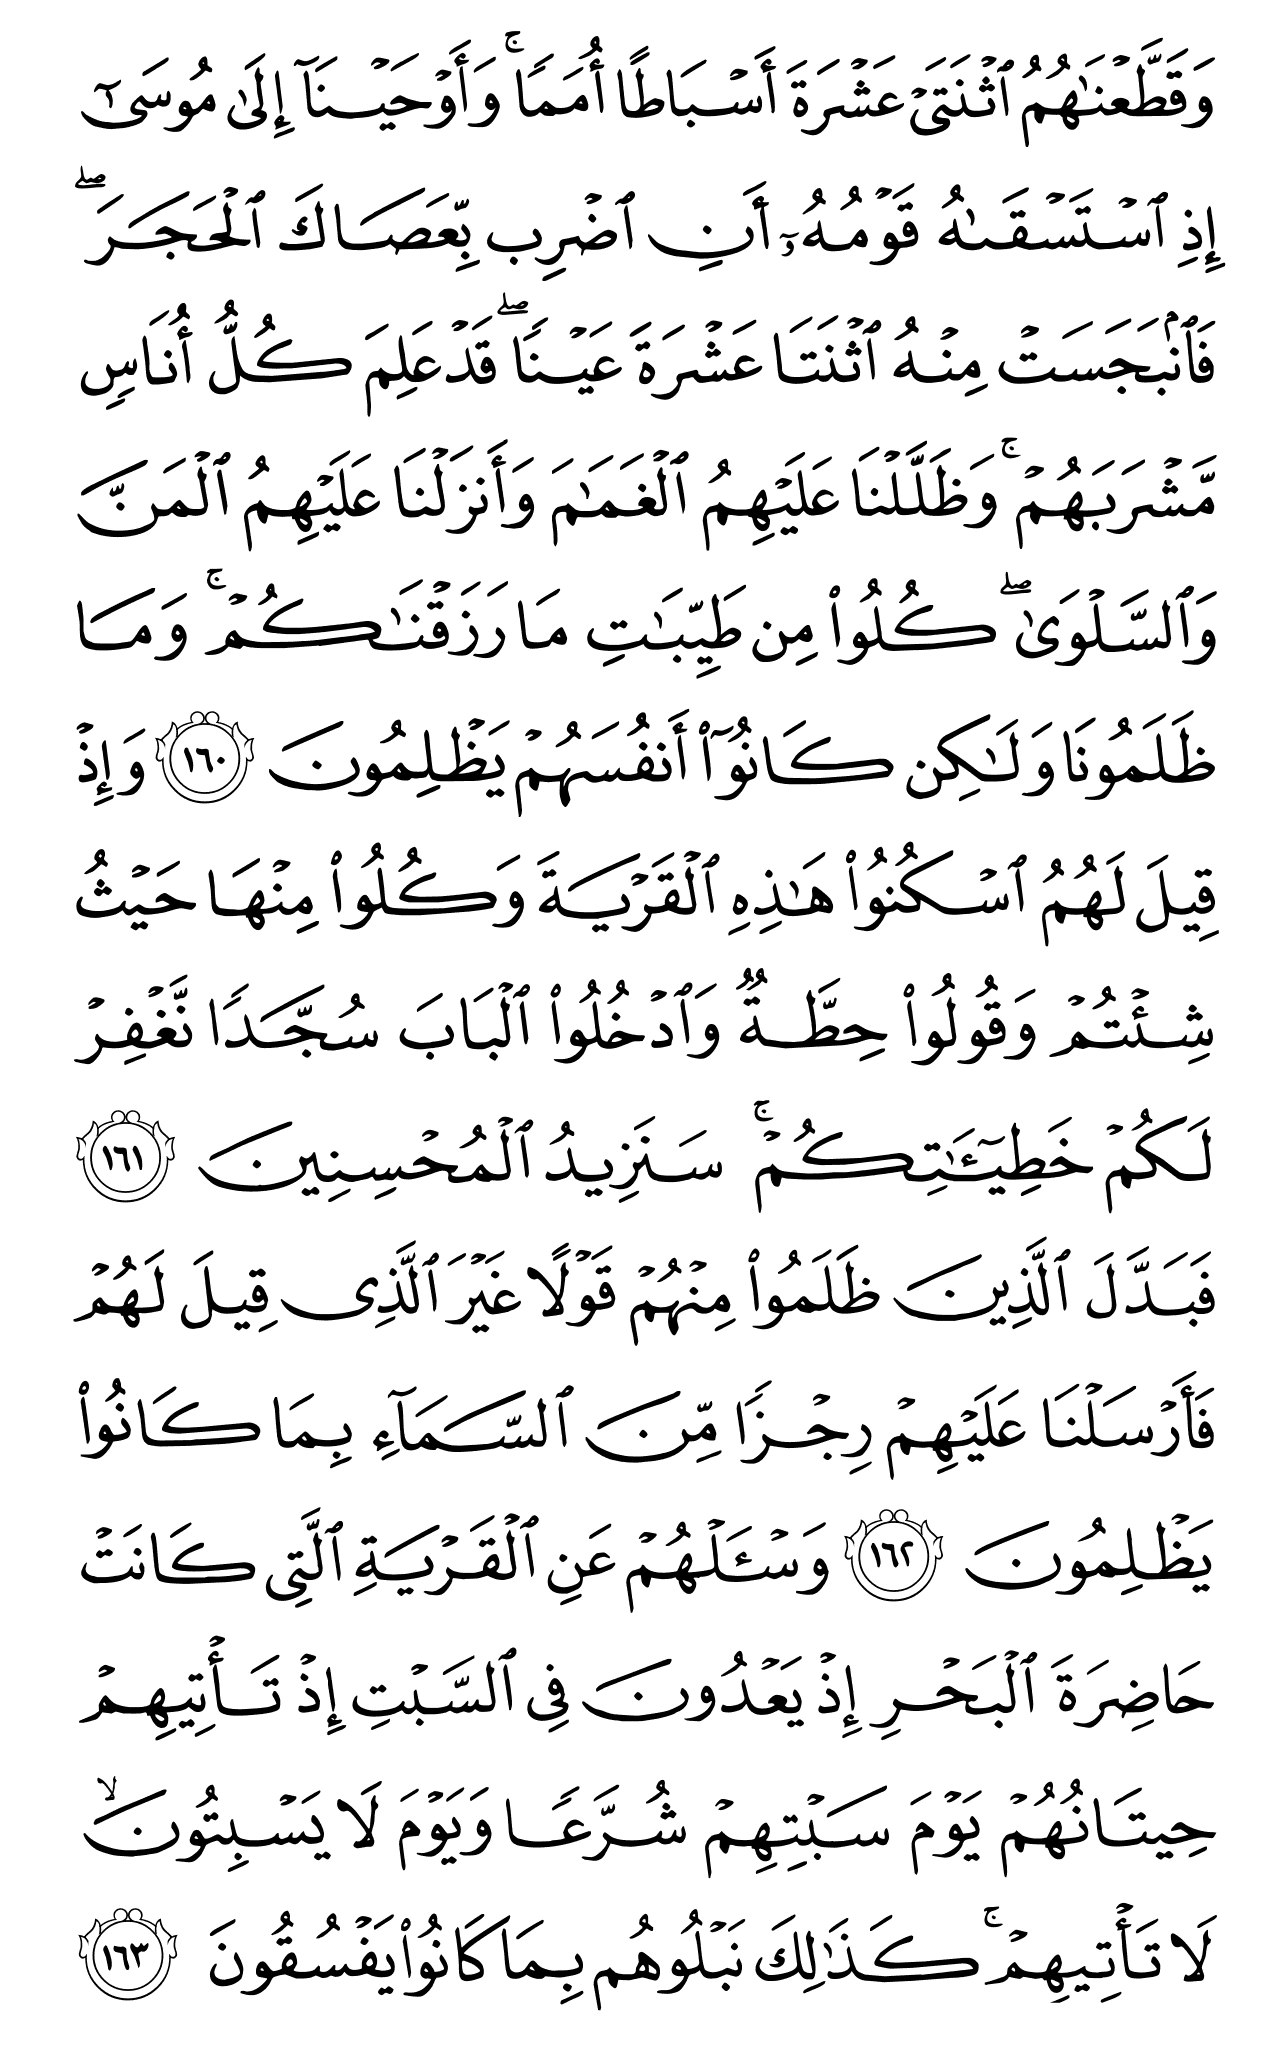 وَقَطَّعْنَٰهُمُ ٱثْنَتَىْ عَشْرَةَ أَسْبَاطًا أُمَمًا ۚ وَأَوْحَيْنَآ إِلَىٰ مُوسَىٰٓ
إِذِ ٱسْتَسْقَىٰهُ قَوْمُهُۥٓ أَنِ ٱضْرِب بِّعَصَاكَ ٱلْحَجَرَ ۖ
فَٱنۢبَجَسَتْ مِنْهُ ٱثْنَتَا عَشْرَةَ عَيْنًا ۖ قَدْ عَلِمَ كُلُّ أُنَاسٍ
مَّشْرَبَهُمْ ۚ وَظَلَّلْنَا عَلَيْهِمُ ٱلْغَمَٰمَ وَأَنزَلْنَا عَلَيْهِمُ ٱلْمَنَّ
وَٱلسَّلْوَىٰ ۖ كُلُوا۟ مِن طَيِّبَٰتِ مَا رَزَقْنَٰكُمْ ۚ وَمَا
ظَلَمُونَا وَلَٰكِن كَانُوٓا۟ أَنفُسَهُمْ يَظْلِمُونَ ١٦٠ وَإِذْ
قِيلَ لَهُمُ ٱسْكُنُوا۟ هَٰذِهِ ٱلْقَرْيَةَ وَكُلُوا۟ مِنْهَا حَيْثُ
شِئْتُمْ وَقُولُوا۟ حِطَّةٌ وَٱدْخُلُوا۟ ٱلْبَابَ سُجَّدًا نَّغْفِرْ
لَكُمْ خَطِيٓـَٰٔتِكُمْ ۚ سَنَزِيدُ ٱلْمُحْسِنِينَ ١٦١
فَبَدَّلَ ٱلَّذِينَ ظَلَمُوا۟ مِنْهُمْ قَوْلًا غَيْرَ ٱلَّذِى قِيلَ لَهُمْ
فَأَرْسَلْنَا عَلَيْهِمْ رِجْزًا مِّنَ ٱلسَّمَآءِ بِمَا كَانُوا۟
يَظْلِمُونَ ١٦٢ وَسْـَٔلْهُمْ عَنِ ٱلْقَرْيَةِ ٱلَّتِى كَانَتْ
حَاضِرَةَ ٱلْبَحْرِ إِذْ يَعْدُونَ فِى ٱلسَّبْتِ إِذْ تَأْتِيهِمْ
حِيتَانُهُمْ يَوْمَ سَبْتِهِمْ شُرَّعًا وَيَوْمَ لَا يَسْبِتُونَ ۙ
لَا تَأْتِيهِمْ ۚ كَذَٰلِكَ نَبْلُوهُم بِمَا كَانُوا۟ يَفْسُقُونَ ١٦٣